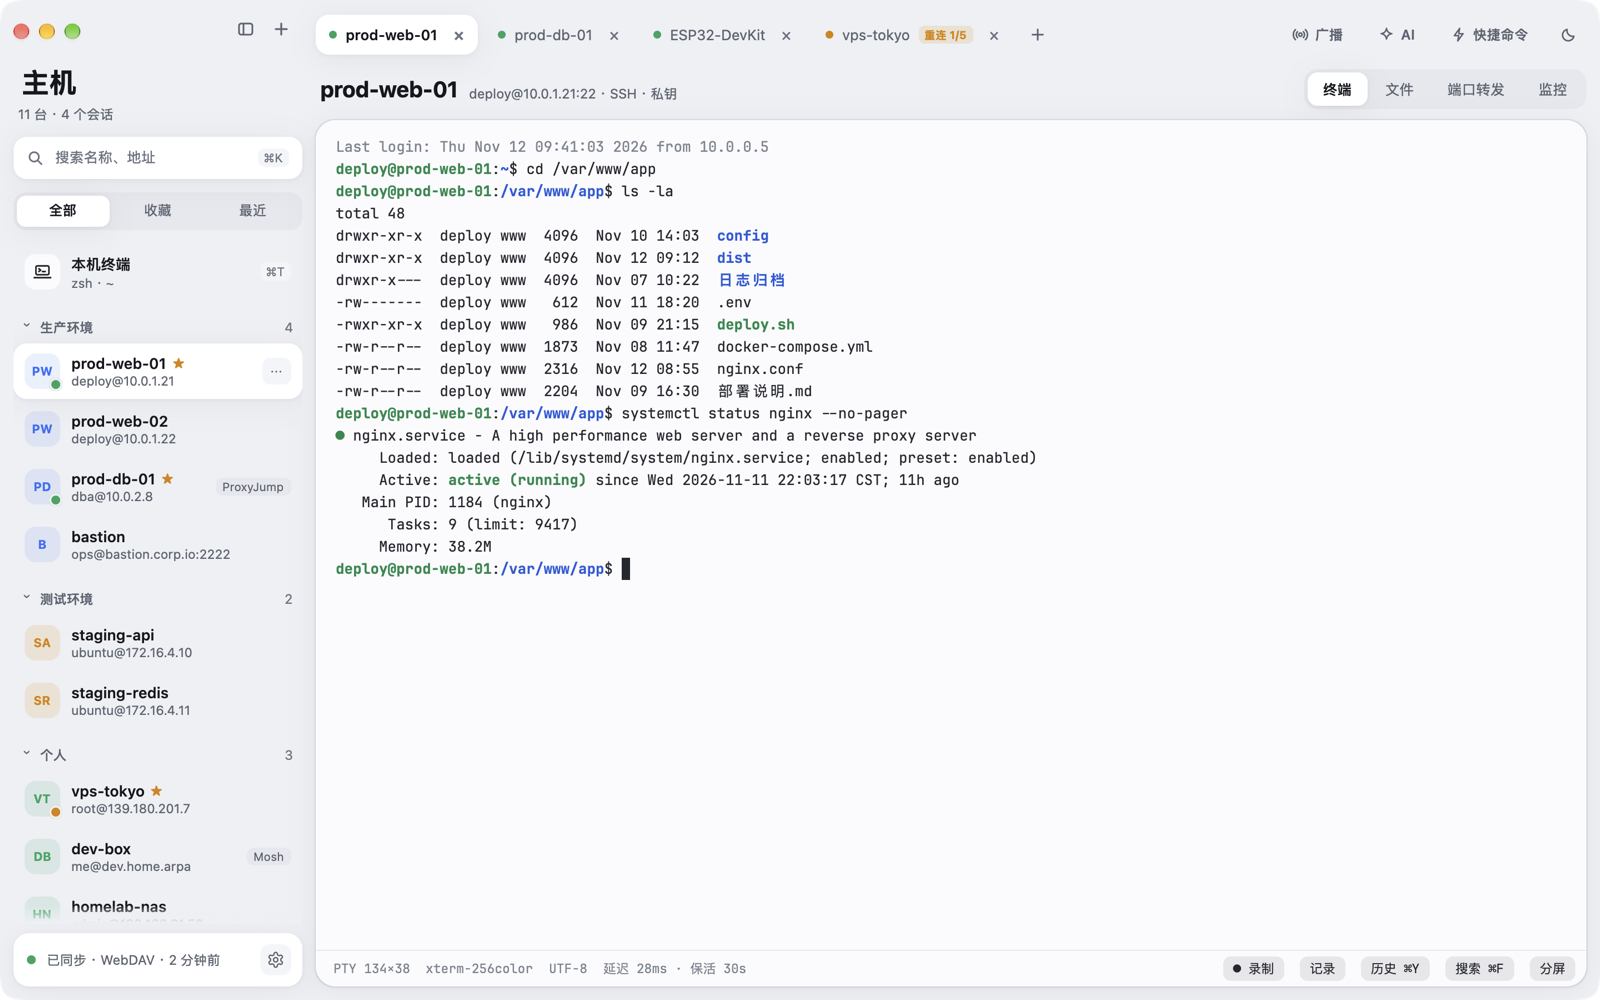 prod-web-01 ×
prod-db-01 ×
ESP32-DevKit ×
vps-tokyo 重连 1/5 ×
广播
AI
快捷命令
主机
11 台 · 4 个会话
搜索名称、地址 ⌘K
全部 收藏 最近
本机终端
zsh · ~
⌘T
生产环境 4
PW
prod-web-01 ★
deploy@10.0.1.21
···
PW
prod-web-02
deploy@10.0.1.22
PD
prod-db-01 ★
dba@10.0.2.8
ProxyJump
B
bastion
ops@bastion.corp.io:2222
测试环境 2
SA
staging-api
ubuntu@172.16.4.10
SR
staging-redis
ubuntu@172.16.4.11
个人 3
VT
vps-tokyo ★
root@139.180.201.7
DB
dev-box
me@dev.home.arpa
Mosh
HN
homelab-nas
已同步 · WebDAV · 2 分钟前
prod-web-01 deploy@10.0.1.21:22 · SSH · 私钥
终端 文件 端口转发 监控
Last login: Thu Nov 12 09:41:03 2026 from 10.0.0.5
deploy@prod-web-01:~$ cd /var/www/app
deploy@prod-web-01:/var/www/app$ ls -la
total 48
drwxr-xr-x  deploy www  4096  Nov 10 14:03  config
drwxr-xr-x  deploy www  4096  Nov 12 09:12  dist
drwxr-x---  deploy www  4096  Nov 07 10:22  日志归档
-rw-------  deploy www   612  Nov 11 18:20  .env
-rwxr-xr-x  deploy www   986  Nov 09 21:15  deploy.sh
-rw-r--r--  deploy www  1873  Nov 08 11:47  docker-compose.yml
-rw-r--r--  deploy www  2316  Nov 12 08:55  nginx.conf
-rw-r--r--  deploy www  2204  Nov 09 16:30  部署说明.md
deploy@prod-web-01:/var/www/app$ systemctl status nginx --no-pager
● nginx.service - A high performance web server and a reverse proxy server
     Loaded: loaded (/lib/systemd/system/nginx.service; enabled; preset: enabled)
     Active: active (running) since Wed 2026-11-11 22:03:17 CST; 11h ago
   Main PID: 1184 (nginx)
      Tasks: 9 (limit: 9417)
     Memory: 38.2M
deploy@prod-web-01:/var/www/app$
PTY 134×38 xterm-256color UTF-8 延迟 28ms · 保活 30s
● 录制 记录 历史 ⌘Y 搜索 ⌘F 分屏